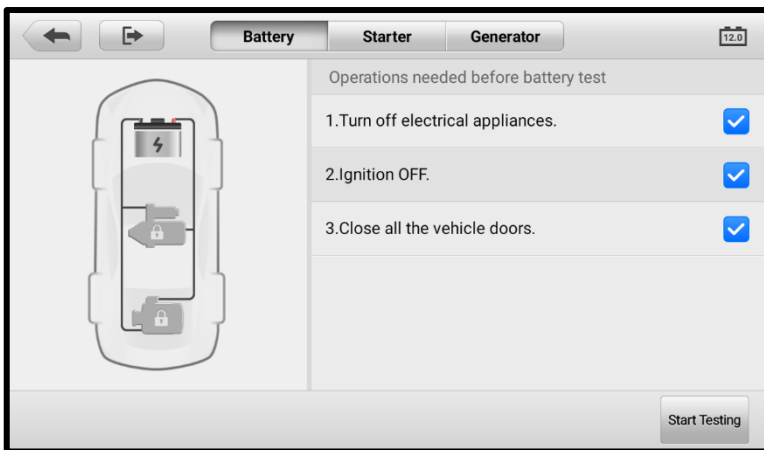 Battery Starter Generator 12.0
Operations needed before battery test
1.Turn off electrical appliances.
2.Ignition OFF.
3.Close all the vehicle doors.
Start Testing